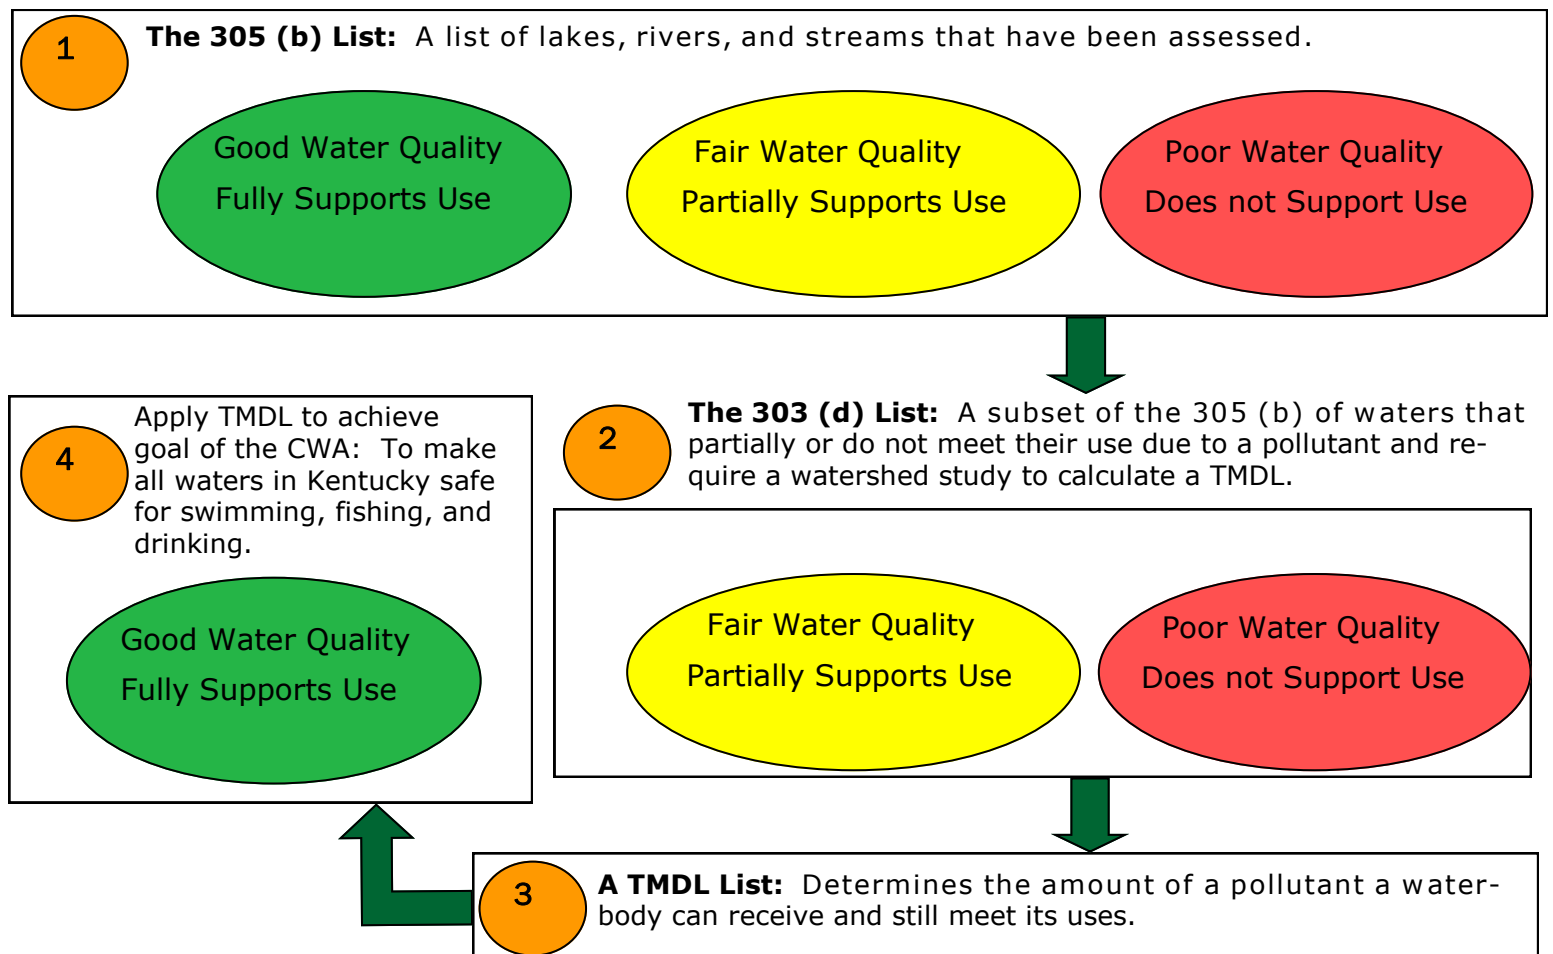 1
The 305 (b) List: A list of lakes, rivers, and streams that have been assessed.
Good Water Quality
Fully Supports Use
Fair Water Quality
Partially Supports Use
Poor Water Quality
Does not Support Use
2
The 303 (d) List: A subset of the 305 (b) of waters that
partially or do not meet their use due to a pollutant and re-
quire a watershed study to calculate a TMDL.
Fair Water Quality
Partially Supports Use
Poor Water Quality
Does not Support Use
3
A TMDL List: Determines the amount of a pollutant a water-
body can receive and still meet its uses.
4
Apply TMDL to achieve
goal of the CWA: To make
all waters in Kentucky safe
for swimming, fishing, and
drinking.
Good Water Quality
Fully Supports Use